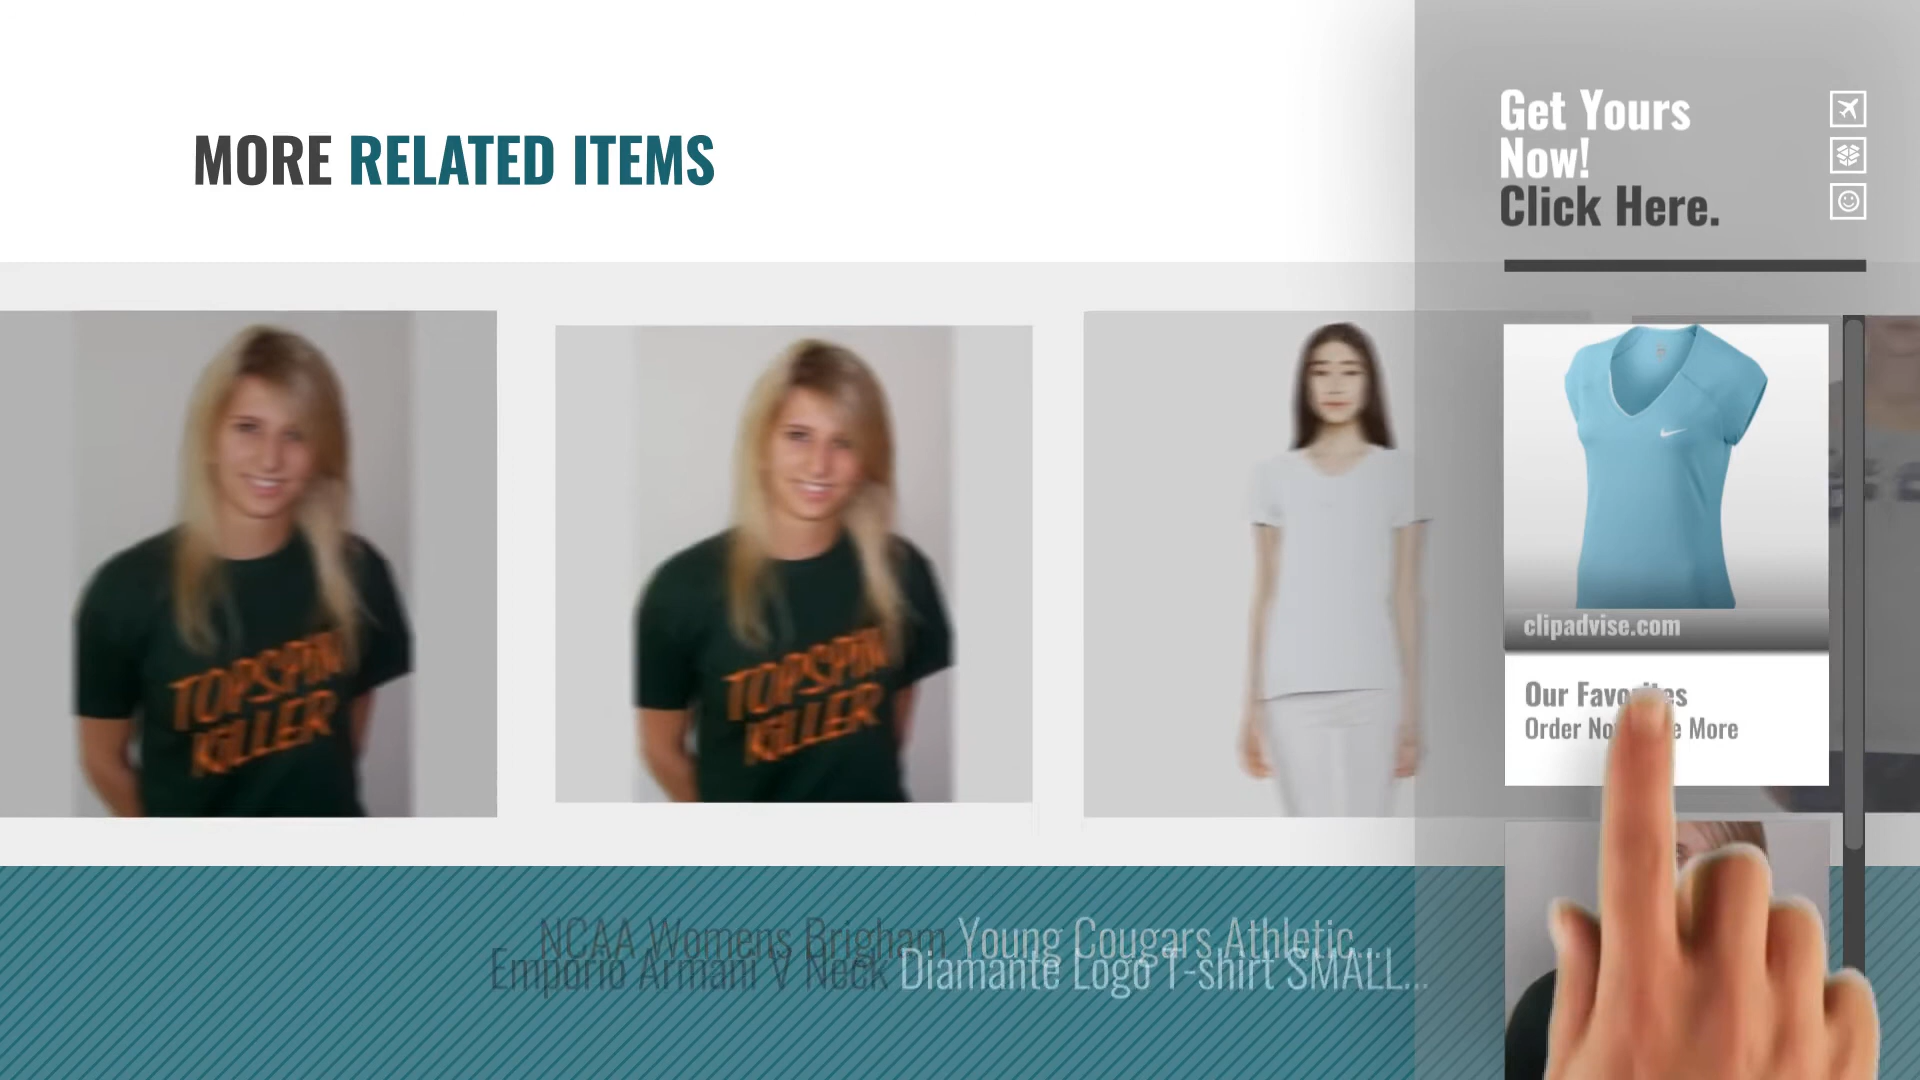 MORE RELATED ITEMS
Get Yours
Now!
Click Here.
TOPSPIN
KILLER
TOPSPIN
KILLER
clipadvise.com
Our Favorites
Order No e More
NCAA Womens Brigham Young Cougars Athletic...
Emporio Armani V Neck Diamante Logo T-shirt SMALL...